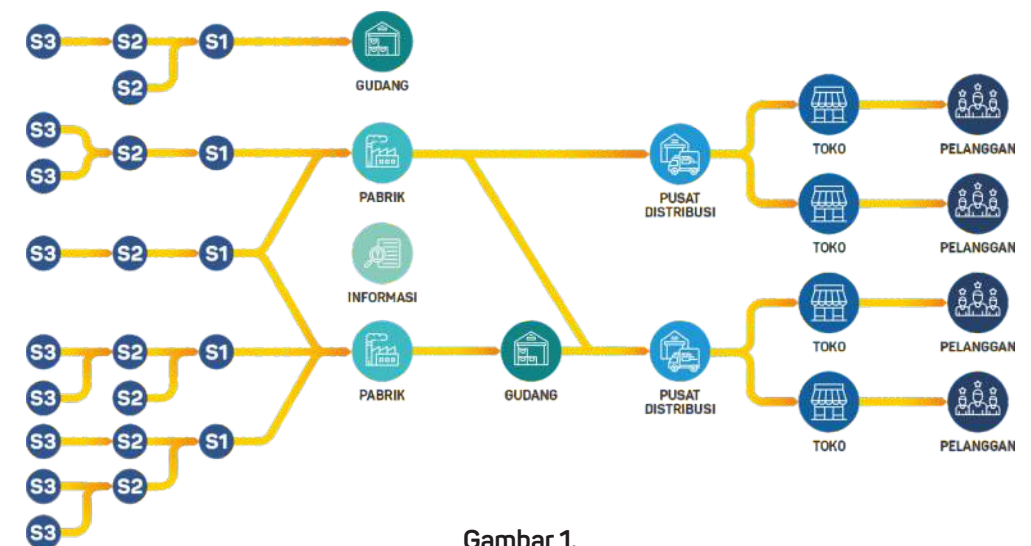 S3 S2 S1
S2
GUDANG
S3
S3
S2 S1
PABRIK
S3 S2 S1
INFORMASI
S3 S2 S1
S3 S2
PABRIK
GUDANG
S3 S2 S1
S3 S2
S3
PUSAT
DISTRIBUSI
PUSAT
DISTRIBUSI
TOKO
PELANGGAN
TOKO
PELANGGAN
TOKO
PELANGGAN
TOKO
PELANGGAN
Gambar 1.